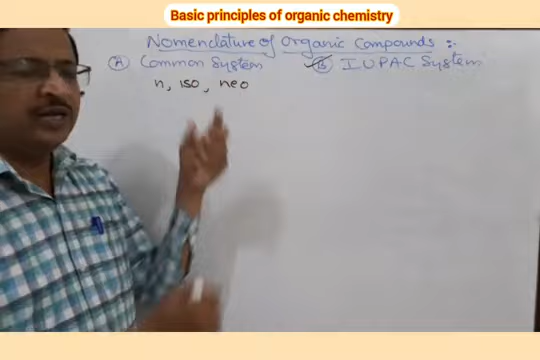 Basic principles of organic chemistry
Nomenclature of Organic Compounds :-
(A) Common System (B) IUPAC System
n, iso, neo